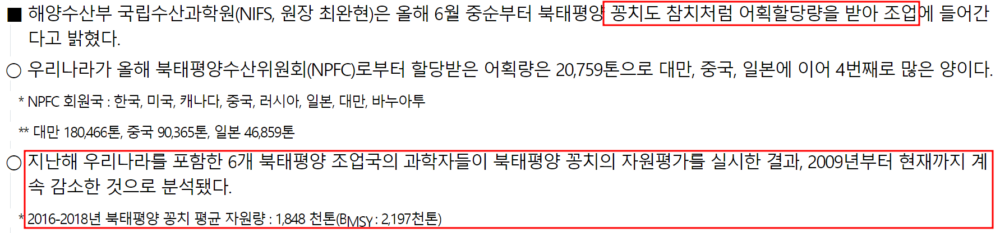 ■ 해양수산부 국립수산과학원(NIFS, 원장 최완현)은 올해 6월 중순부터 북태평양 꽁치도 참치처럼 어획할당량을 받아 조업에 들어간
다고 밝혔다.
○ 우리나라가 올해 북태평양수산위원회(NPFC)로부터 할당받은 어획량은 20,759톤으로 대만, 중국, 일본에 이어 4번째로 많은 양이다.
* NPFC 회원국 : 한국, 미국, 캐나다, 중국, 러시아, 일본, 대만, 바누아투
** 대만 180,466톤, 중국 90,365톤, 일본 46,859톤
○ 지난해 우리나라를 포함한 6개 북태평양 조업국의 과학자들이 북태평양 꽁치의 자원평가를 실시한 결과, 2009년부터 현재까지 계
속 감소한 것으로 분석됐다.
* 2016-2018년 북태평양 꽁치 평균 자원량 : 1,848 천톤(BMSY : 2,197천톤)